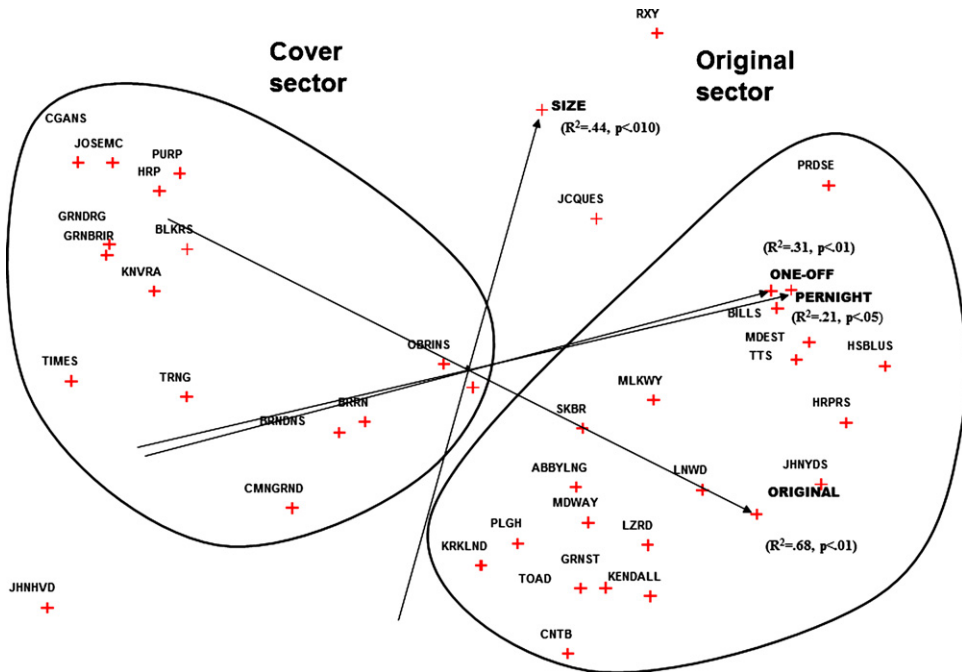 RXY
Cover
sector
Original
sector
SIZE
(R²=.44, p<.010)
CGANS
JOSEMC
PURP
HRP
PRDSE
JCQUES
GRNDRG
GRNBRIR
BLKRS
(R²=.31, p<.01)
KNVRA
ONE-OFF
PERNIGHT
BILLS
(R²=.21, p<.05)
MDEST
TTS
HSBLUS
OBRINS
TIMES
TRNG
MLKWY
BRRN
BRNDNS
SKBR
HRPRS
ABBYLNG
LNWD
JHNYDS
CMNGRND
ORIGINAL
MDWAY
PLGH
LZRD
(R²=.68, p<.01)
KRKLND
GRNST
TOAD
KENDALL
JHNHVD
CNTB